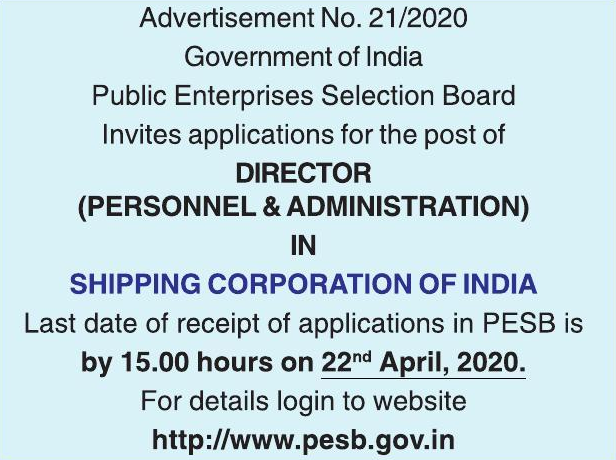 Advertisement No. 21/2020
Government of India
Public Enterprises Selection Board
Invites applications for the post of
DIRECTOR
(PERSONNEL & ADMINISTRATION)
IN
SHIPPING CORPORATION OF INDIA
Last date of receipt of applications in PESB is
by 15.00 hours on 22nd April, 2020.
For details login to website
http://www.pesb.gov.in